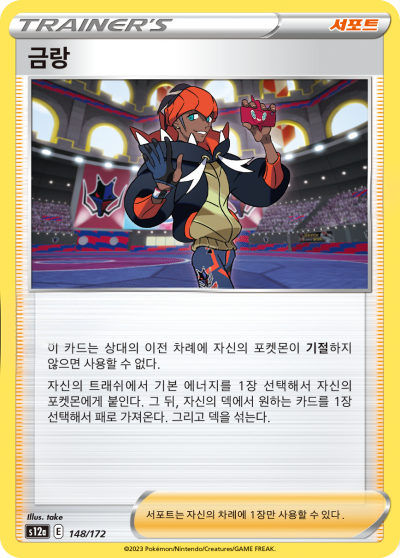 TRAINER'S
서포트
금랑
이 카드는 상대의 이전 차례에 자신의 포켓몬이 기절하지
않으면 사용할 수 없다.
자신의 트래쉬에서 기본 에너지를 1장 선택해서 자신의
포켓몬에게 붙인다. 그 뒤, 자신의 덱에서 원하는 카드를 1장
선택해서 패로 가져온다. 그리고 덱을 섞는다.
Illus. take
s12a E 148/172
서포트는 자신의 차례에 1장만 사용할 수 있다.
©2023 Pokémon/Nintendo/Creatures/GAME FREAK.